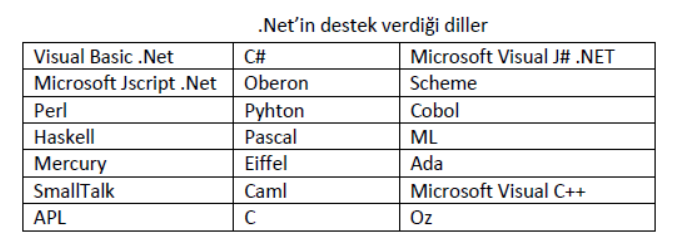 .Net’in destek verdiği diller
Visual Basic .Net C# Microsoft Visual J# .NET
Microsoft Jscript .Net Oberon Scheme
Perl Pyhton Cobol
Haskell Pascal ML
Mercury Eiffel Ada
SmallTalk Caml Microsoft Visual C++
APL C Oz